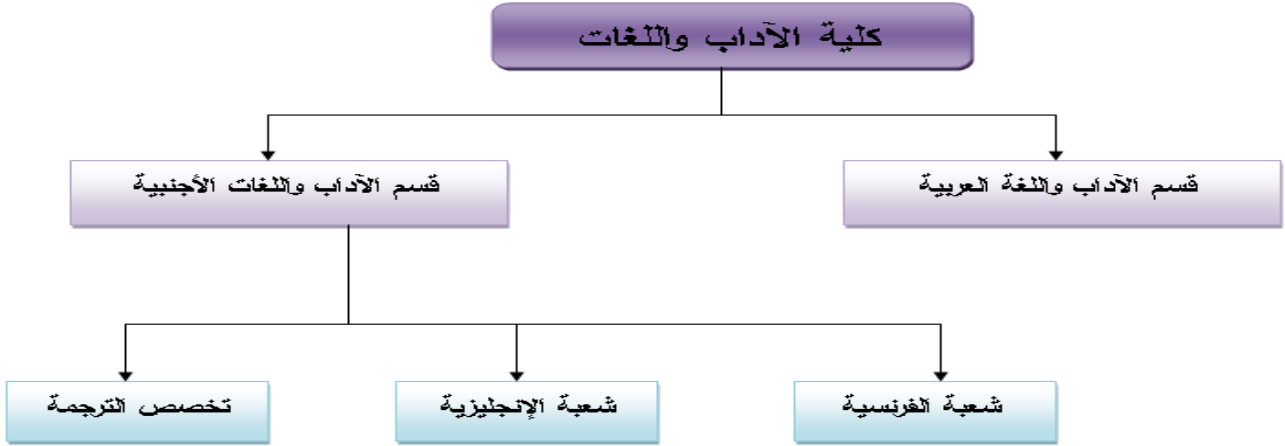 كلية الآداب واللغات
قسم الآداب واللغة العربية
قسم الآداب واللغات الأجنبية
شعبة الفرنسية
شعبة الإنجليزية
تخصص الترجمة